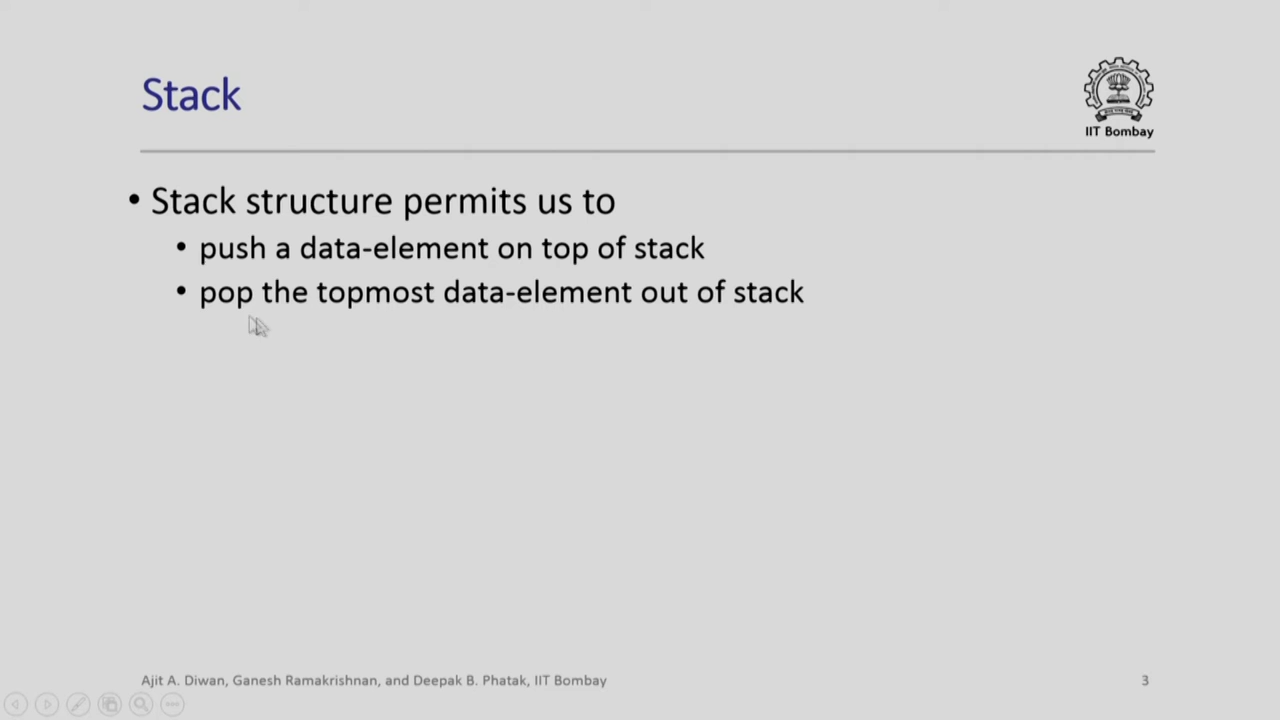 Stack
IIT Bombay
• Stack structure permits us to
• push a data-element on top of stack
• pop the topmost data-element out of stack
Ajit A. Diwan, Ganesh Ramakrishnan, and Deepak B. Phatak, IIT Bombay
3